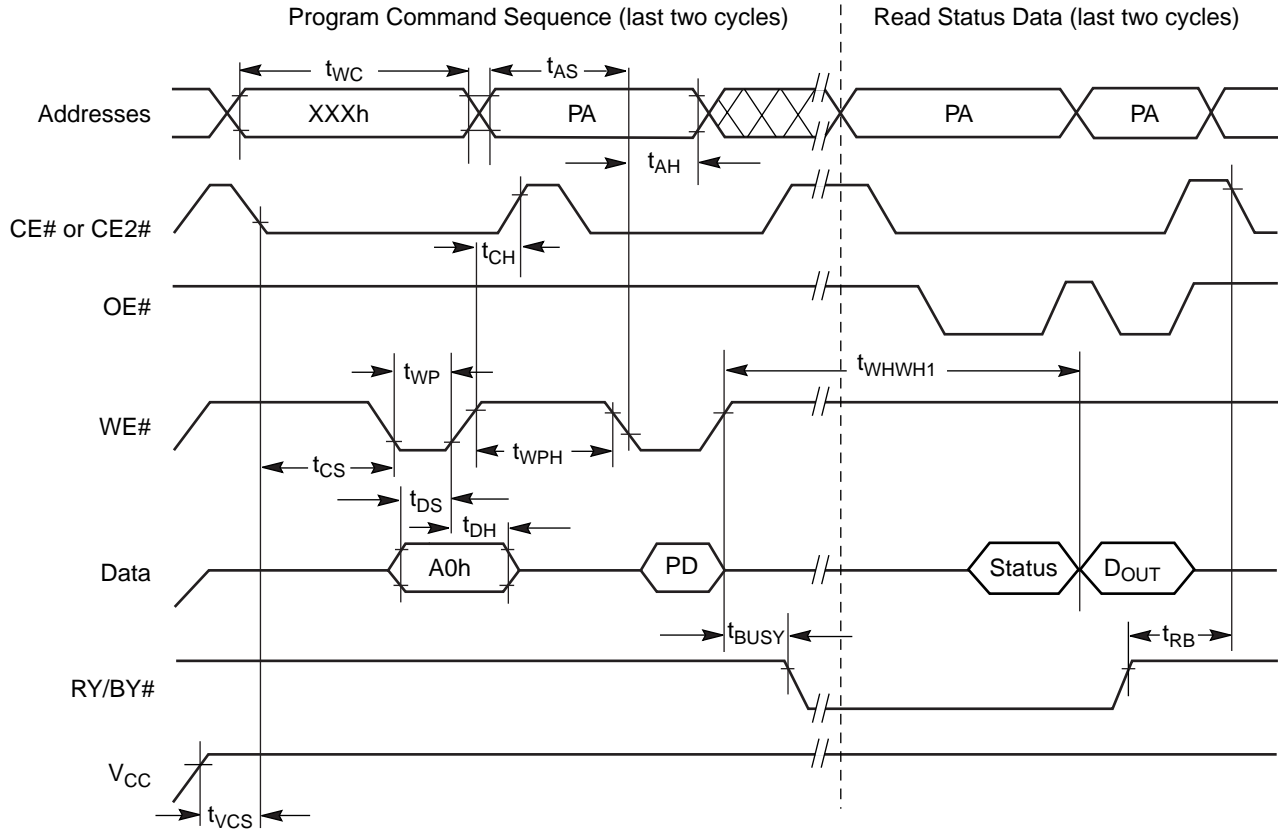 Program Command Sequence (last two cycles)
Read Status Data (last two cycles)
tWC
tAS
Addresses
XXXh
PA
PA
PA
tAH
CE# or CE2#
tCH
OE#
tWHWH1
tWP
WE#
tWPH
tCS
tDS
tDH
Data
A0h
PD
Status
DOUT
tBUSY
tRB
RY/BY#
VCC
tVCS